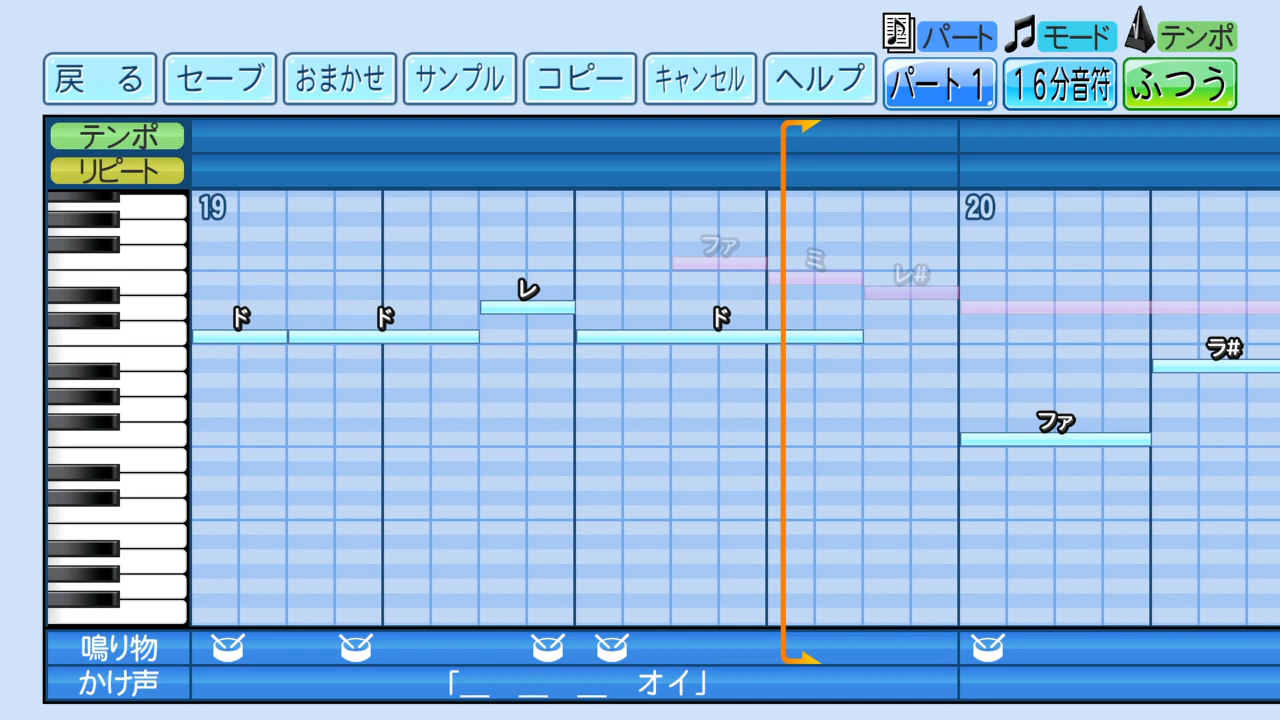 パート モード テンポ
戻る セーブ おまかせ サンプル コピー キャンセル ヘルプ パート1 16分音符 ふつう
テンポ
リピート
19 20
ファ ミ レ#
レ
ド ド ド
ラ#
ファ
鳴り物
かけ声 「__ __ __ オイ」